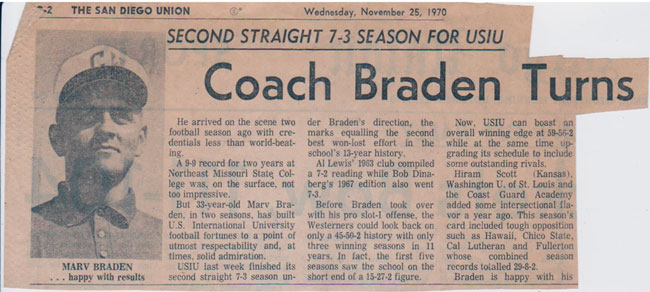 F-2 THE SAN DIEGO UNION Wednesday, November 25, 1970
SECOND STRAIGHT 7-3 SEASON FOR USIU
Coach Braden Turns
MARV BRADEN
. . . happy with results
He arrived on the scene two
football season ago with cre-
dentials less than world-beat-
ing.
A 9-9 record for two years at
Northeast Missouri State Col-
lege was, on the surface, not
too impressive.
But 33-year-old Marv Bra-
den, in two seasons, has built
U.S. International University
football fortunes to a point of
utmost respectability and, at
times, solid admiration.
USIU last week finished its
second straight 7-3 season un-
der Braden's direction, the
marks equalling the second
best won-lost effort in the
school's 13-year history.
Al Lewis' 1963 club compiled
a 7-2 reading while Bob Dina-
berg's 1967 edition also went
7-3.
Before Braden took over
with his pro slot-I offense, the
Westerners could look back on
only a 45-50-2 history with only
three winning seasons in 11
years. In fact, the first five
seasons saw the school on the
short end of a 15-27-2 figure.
Now, USIU can boast an
overall winning edge at 59-56-2
while at the same time up-
grading its schedule to include
some outstanding rivals.
Hiram Scott (Kansas),
Washington U. of St. Louis and
the Coast Guard Academy
added some intersectional fla-
vor a year ago. This season's
card included tough opposition
such as Hawaii, Chico State,
Cal Lutheran and Fullerton
whose combined season
records totalled 29-8-2.
Braden is happy with his